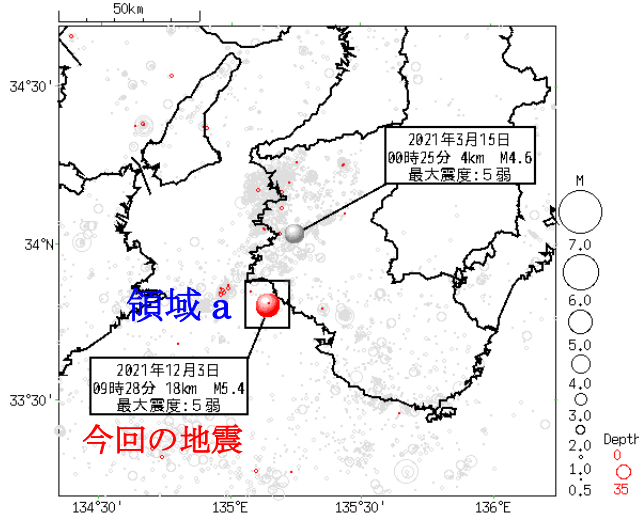 50km
34°30'
34°N
33°30'
134°30'
135°E
135°30'
136°E
2021年3月15日
00時25分 4km M4.6
最大震度:5弱
領域a
2021年12月3日
09時28分 18km M5.4
最大震度:5弱
今回の地震
M
7.0
6.0
5.0
4.0
3.0
2.0
1.0
0.5
Depth
0
35